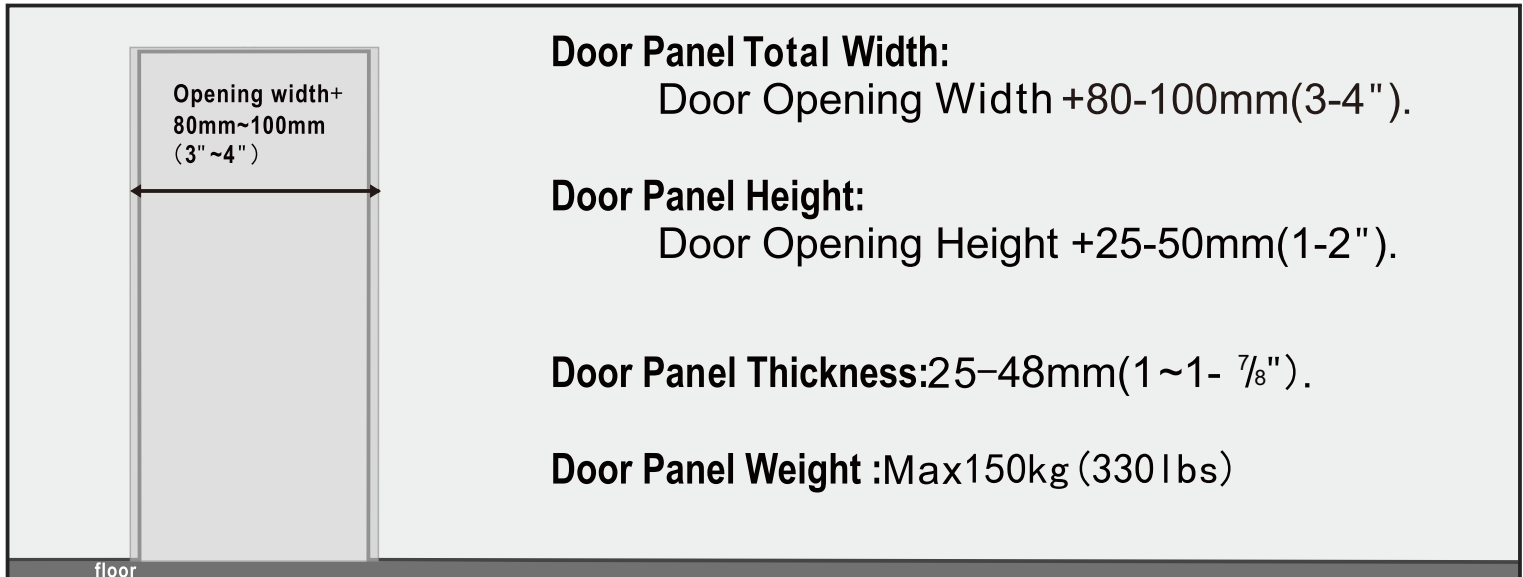 Opening width+
80mm~100mm
(3"~4")
Door Panel Total Width:
Door Opening Width +80-100mm(3-4").
Door Panel Height:
Door Opening Height +25-50mm(1-2").
Door Panel Thickness:25-48mm(1~1- ⅞").
Door Panel Weight :Max150kg(330lbs)
floor